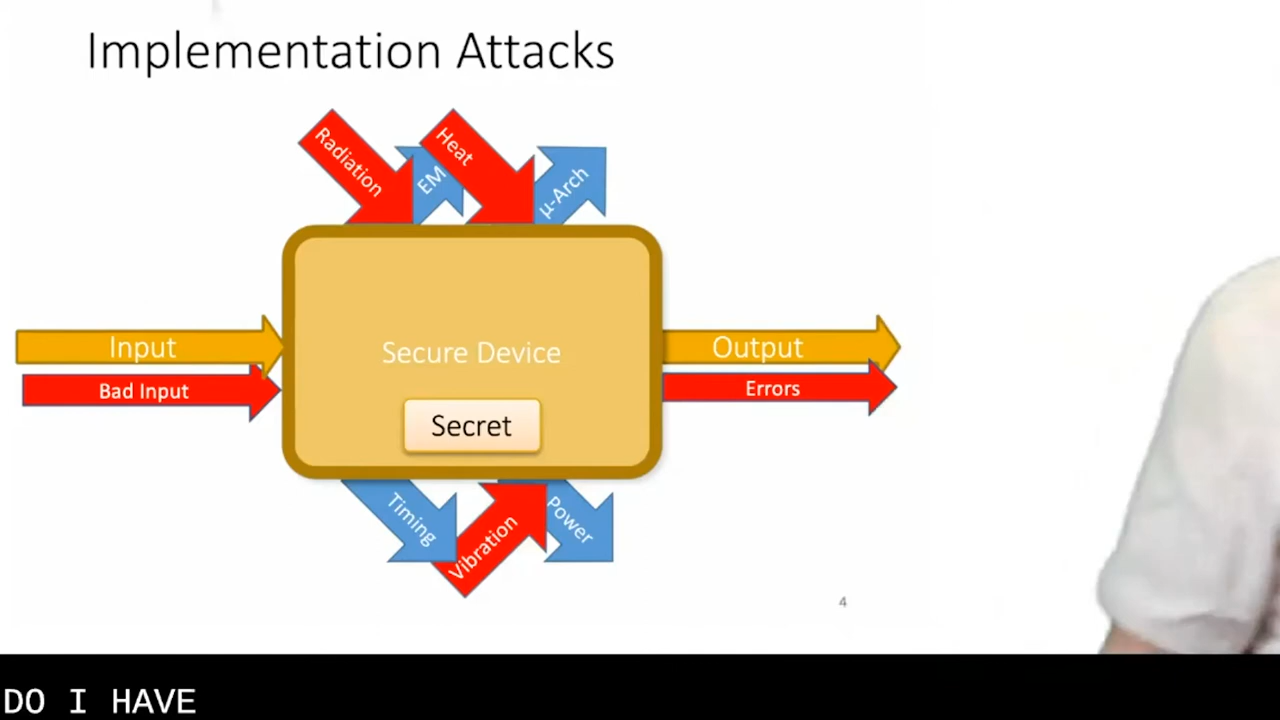 Implementation Attacks
Radiation
EM
Heat
µ-Arch
Input
Bad Input
Secure Device
Secret
Output
Errors
Timing
Vibration
Power
4
DO I HAVE